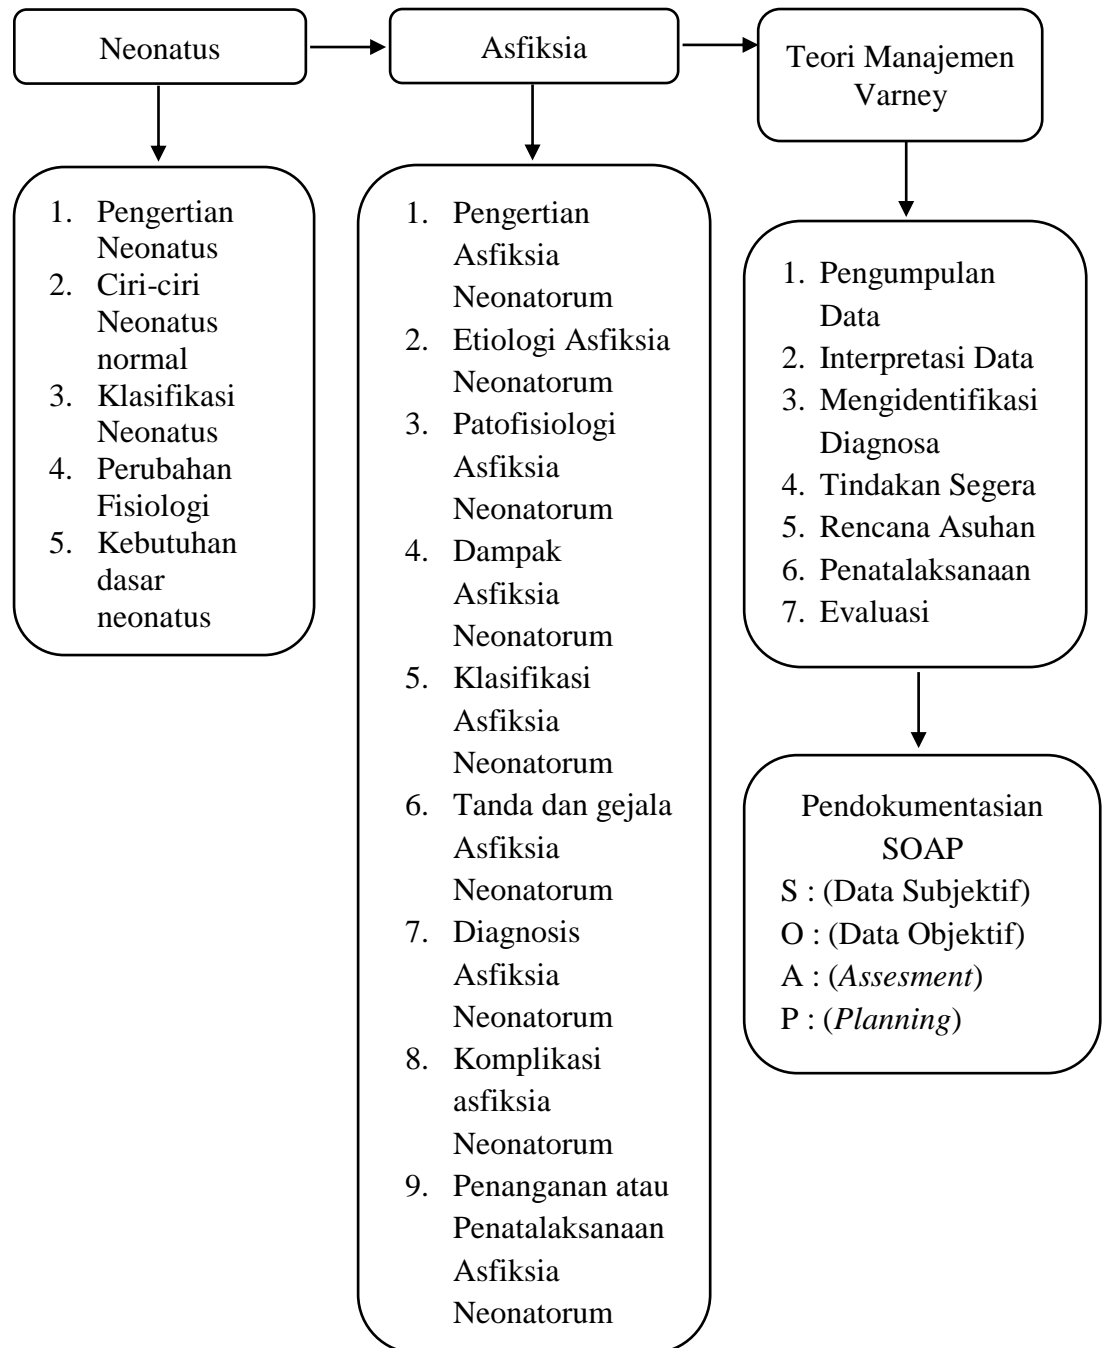 Neonatus
Asfiksia
Teori Manajemen
Varney
1. Pengertian
Neonatus
2. Ciri-ciri
Neonatus
normal
3. Klasifikasi
Neonatus
4. Perubahan
Fisiologi
5. Kebutuhan
dasar
neonatus
1. Pengertian
Asfiksia
Neonatorum
2. Etiologi Asfiksia
Neonatorum
3. Patofisiologi
Asfiksia
Neonatorum
4. Dampak
Asfiksia
Neonatorum
5. Klasifikasi
Asfiksia
Neonatorum
6. Tanda dan gejala
Asfiksia
Neonatorum
7. Diagnosis
Asfiksia
Neonatorum
8. Komplikasi
asfiksia
Neonatorum
9. Penanganan atau
Penatalaksanaan
Asfiksia
Neonatorum
1. Pengumpulan
Data
2. Interpretasi Data
3. Mengidentifikasi
Diagnosa
4. Tindakan Segera
5. Rencana Asuhan
6. Penatalaksanaan
7. Evaluasi
Pendokumentasian
SOAP
S : (Data Subjektif)
O : (Data Objektif)
A : (Assesment)
P : (Planning)